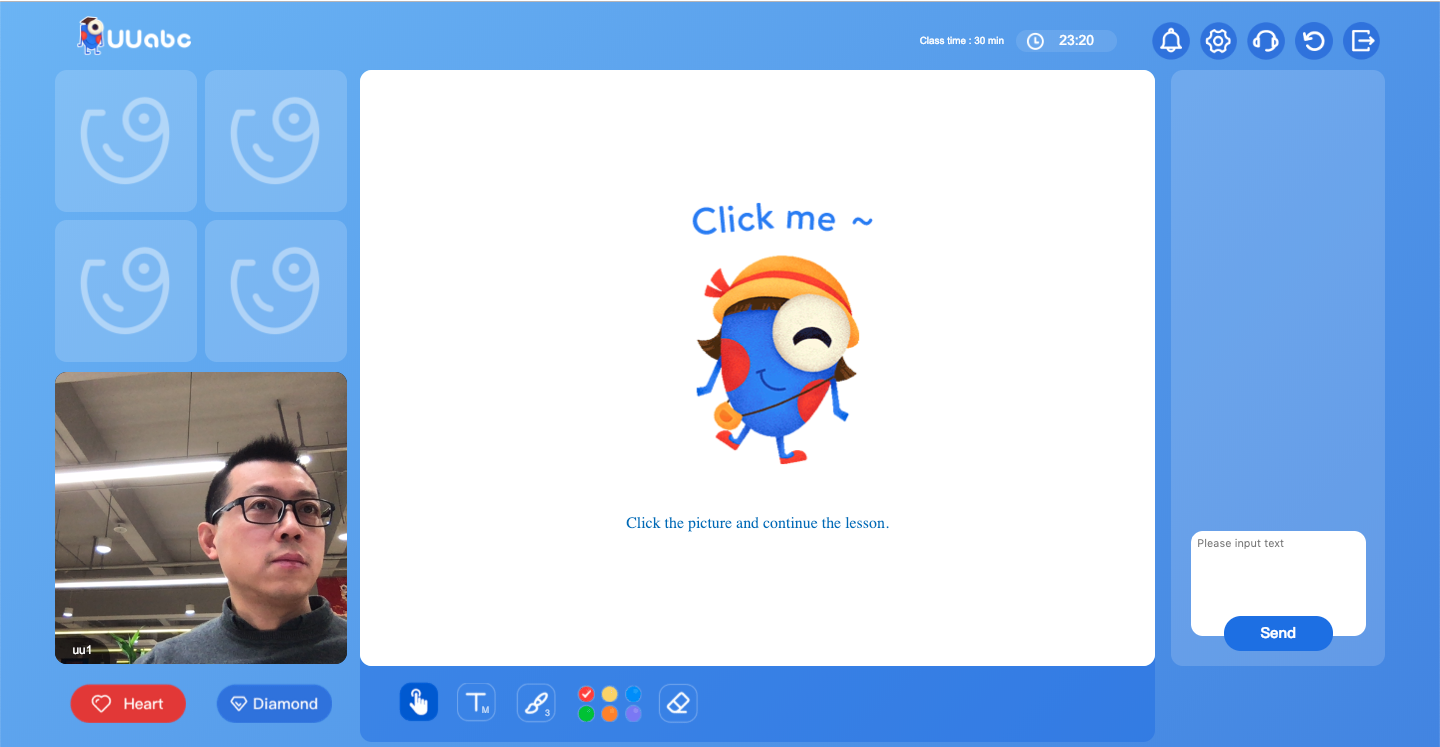 UUabc
Class time : 30 min
23:20
Click me ~
Click the picture and continue the lesson.
Please input text
Send
uu1
Heart
Diamond
T M
3